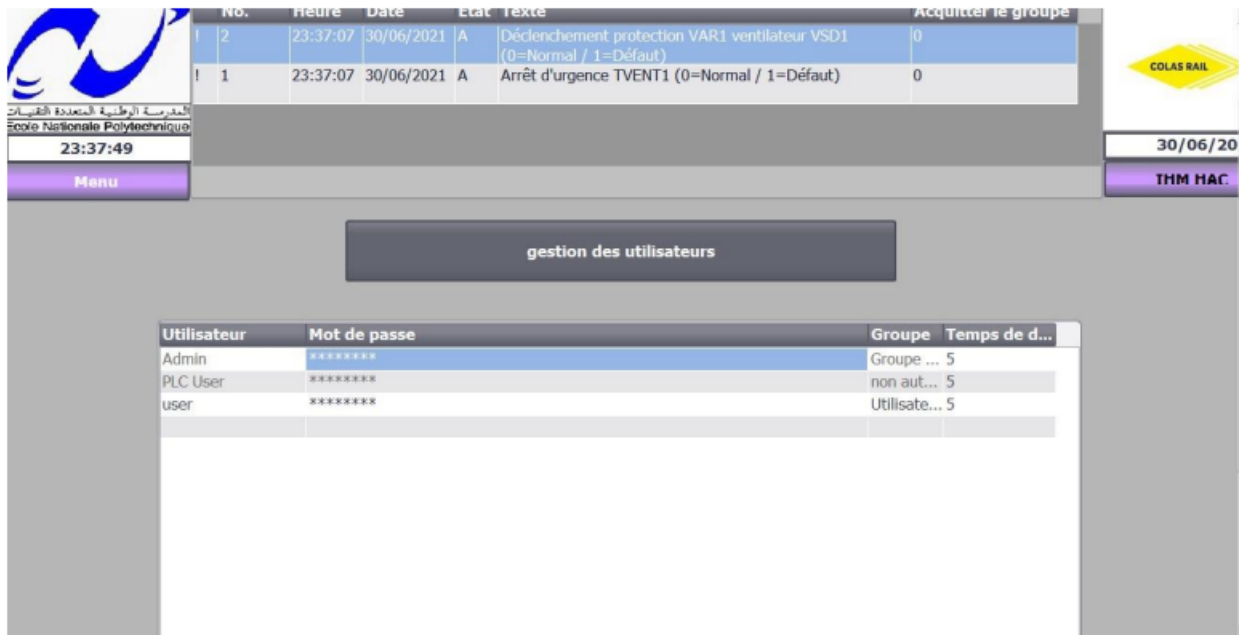 No. Heure Date Etat Texte Acquitter le groupe
! 2 23:37:07 30/06/2021 A Déclenchement protection VAR1 ventilateur VSD1 0
(0=Normal / 1=Défaut)
! 1 23:37:07 30/06/2021 A Arrêt d'urgence TVENT1 (0=Normal / 1=Défaut) 0
COLAS RAIL
المدرسة الوطنية المتعددة التقنيات
Ecole Nationale Polytechnique
23:37:49 30/06/20
Menu IHM HAC
gestion des utilisateurs
Utilisateur Mot de passe Groupe Temps de d...
Admin ******** Groupe ... 5
PLC User ******** non aut... 5
user ******** Utilisate... 5